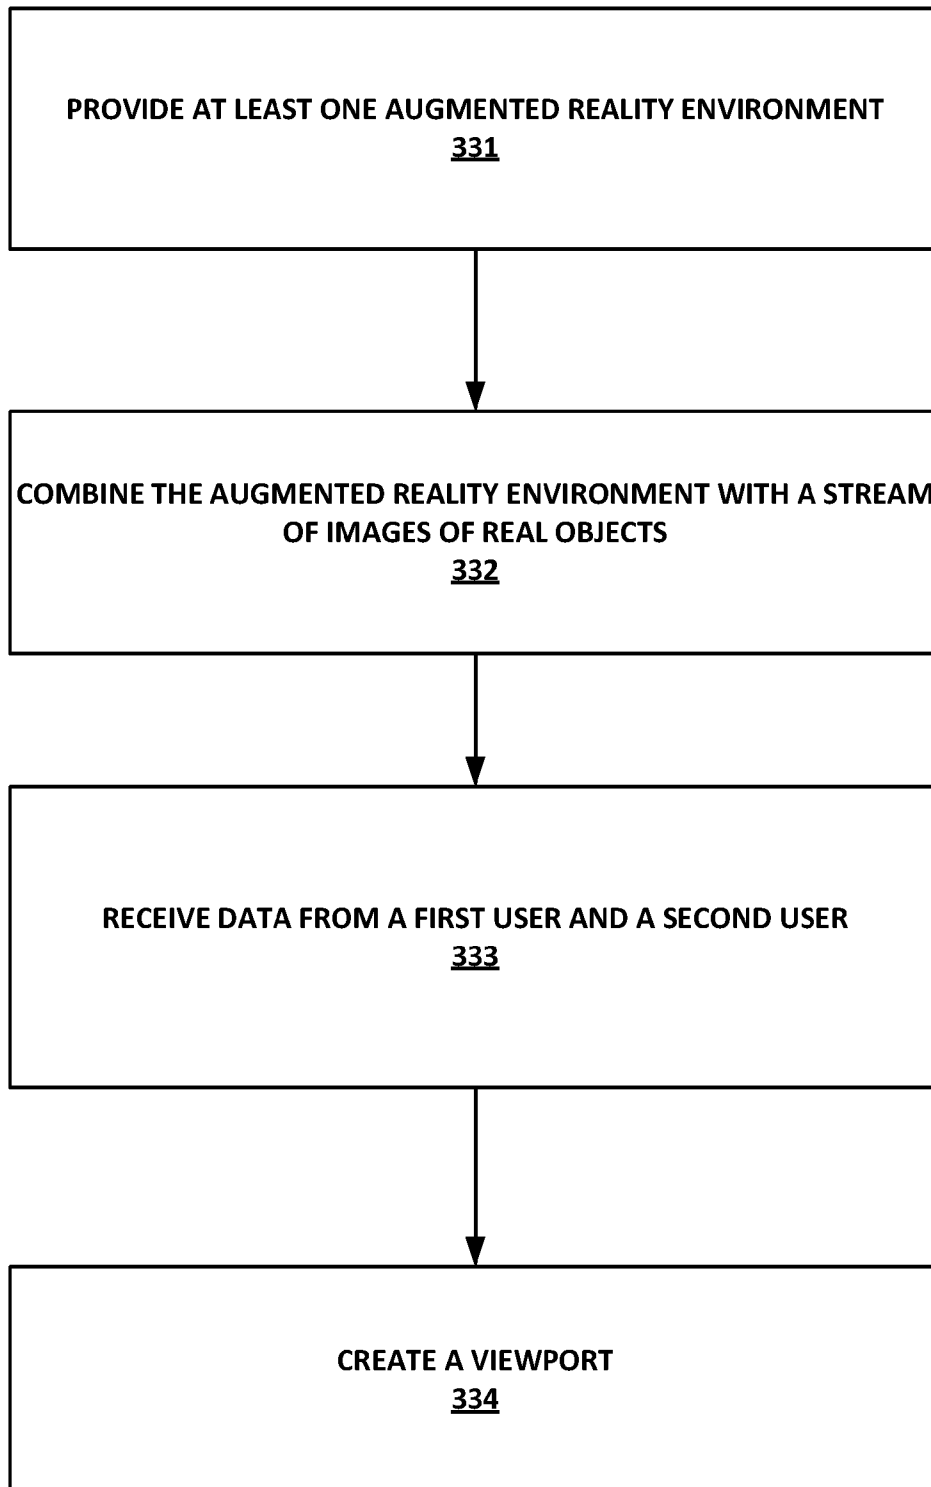 PROVIDE AT LEAST ONE AUGMENTED REALITY ENVIRONMENT
331
COMBINE THE AUGMENTED REALITY ENVIRONMENT WITH A STREAM
OF IMAGES OF REAL OBJECTS
332
RECEIVE DATA FROM A FIRST USER AND A SECOND USER
333
CREATE A VIEWPORT
334